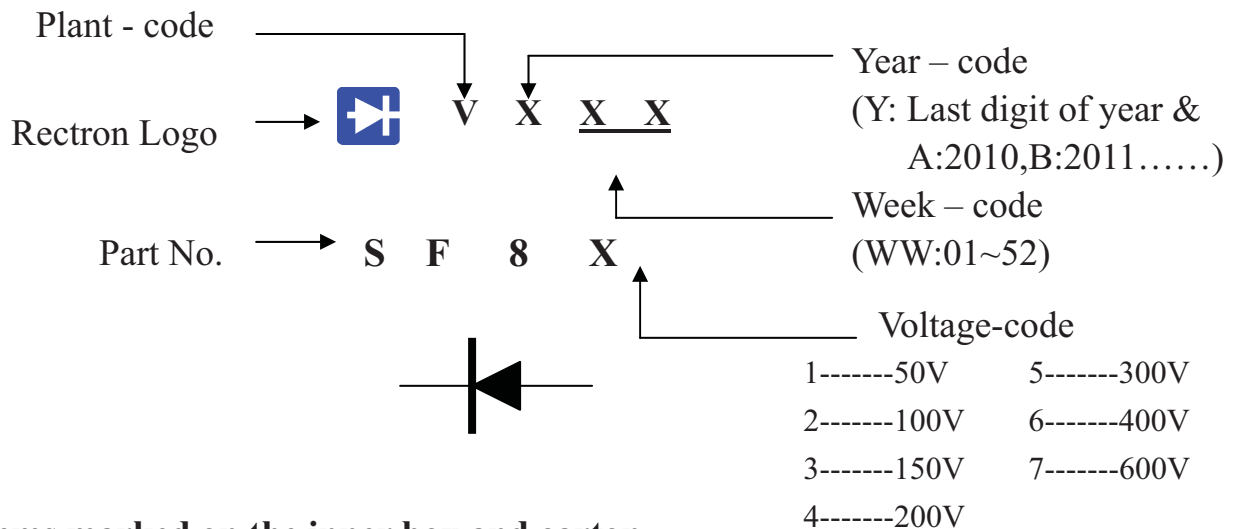 Plant - code
Year – code
V X X X
(Y: Last digit of year &
Rectron Logo
A:2010,B:2011……)
Week – code
Part No.
S F 8 X
(WW:01~52)
Voltage-code
1-------50V 5-------300V
2-------100V 6-------400V
3-------150V 7-------600V
4-------200V